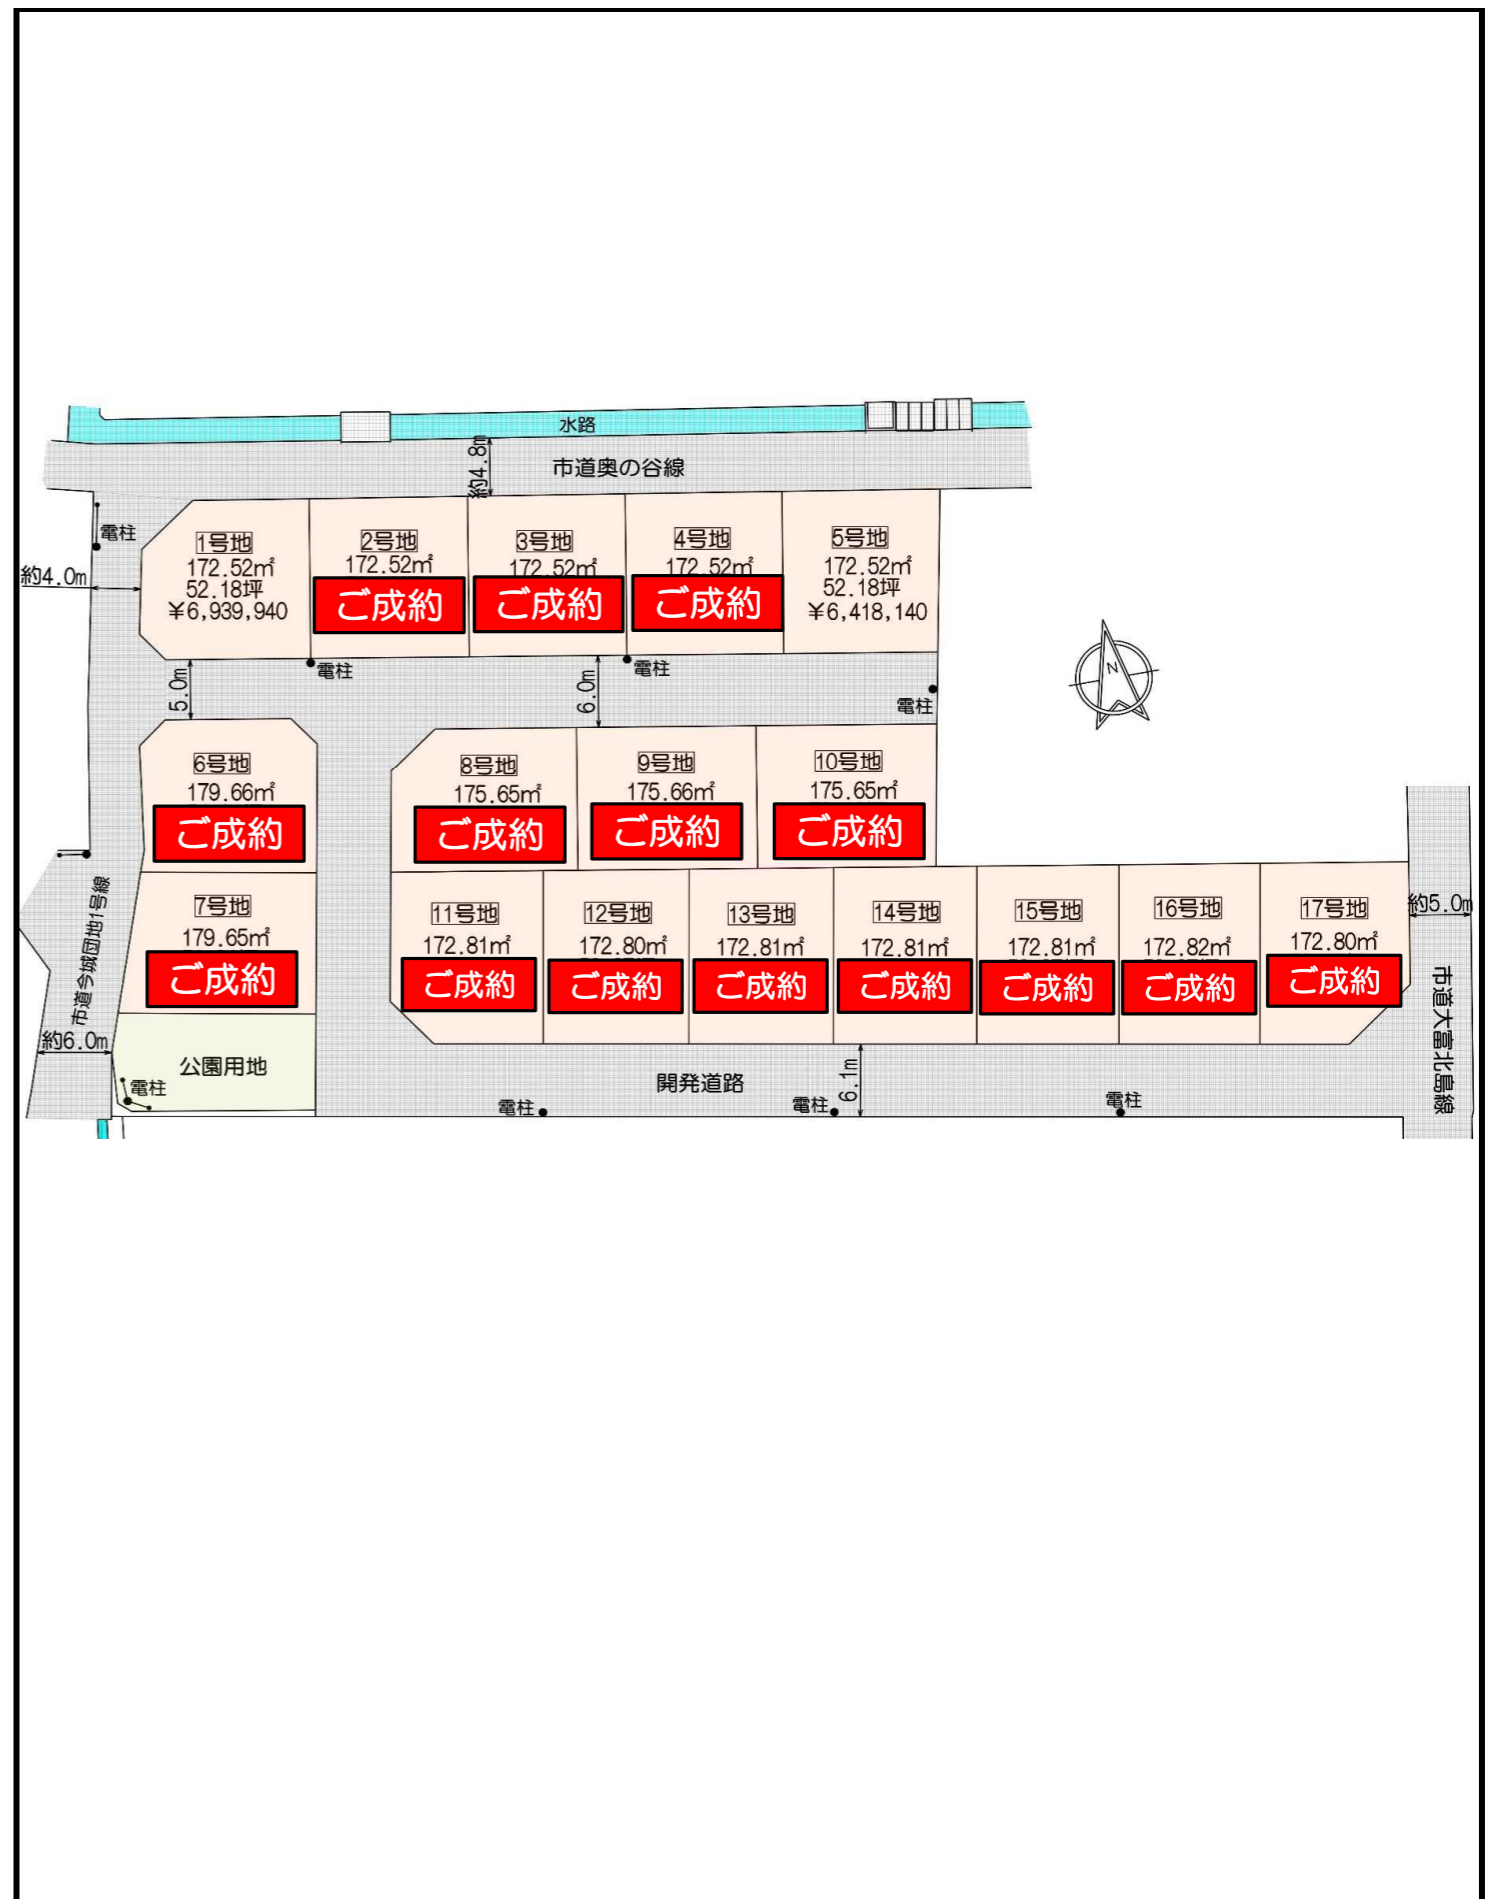 水路
市道奥の谷線
約4.8m
電柱
約4.0m
1号地
172.52㎡
52.18坪
¥6,939,940
2号地
172.52㎡
ご成約
3号地
172.52㎡
ご成約
4号地
172.52㎡
ご成約
5号地
172.52㎡
52.18坪
¥6,418,140
電柱
電柱
電柱
5.0m
6.0m
N
6号地
179.66㎡
ご成約
8号地
175.65㎡
ご成約
9号地
175.66㎡
ご成約
10号地
175.65㎡
ご成約
7号地
179.65㎡
ご成約
11号地
172.81㎡
ご成約
12号地
172.80㎡
ご成約
13号地
172.81㎡
ご成約
14号地
172.81㎡
ご成約
15号地
172.81㎡
ご成約
16号地
172.82㎡
ご成約
17号地
172.80㎡
ご成約
約5.0m
市道今城団地1号線
市道大富北島線
約6.0m
公園用地
電柱
開発道路
6.1m
電柱
電柱
電柱